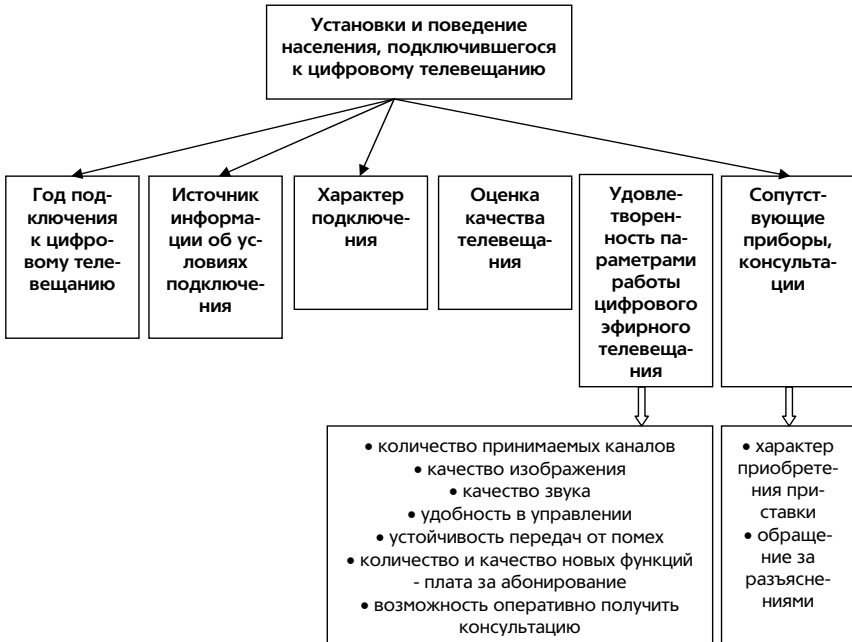 Установки и поведение
населения, подключившегося
к цифровому телевещанию
Год под-
ключения
к цифро-
вому теле-
вещанию
Источник
информа-
ции об ус-
ловиях
подключе-
ния
Характер
подключе-
ния
Оценка
качества
телевеща-
ния
Удовле-
творен-
ность па-
раметрами
работы
цифрового
эфирного
телевеща-
ния
Сопутст-
вующие
приборы,
консульта-
ции
• количество принимаемых каналов
• качество изображения
• качество звука
• удобность в управлении
• устойчивость передач от помех
• количество и качество новых функций
- плата за абонирование
• возможность оперативно получить
консультацию
• характер
приобрете-
ния при-
ставки
• обраще-
ние за
разъясне-
ниями